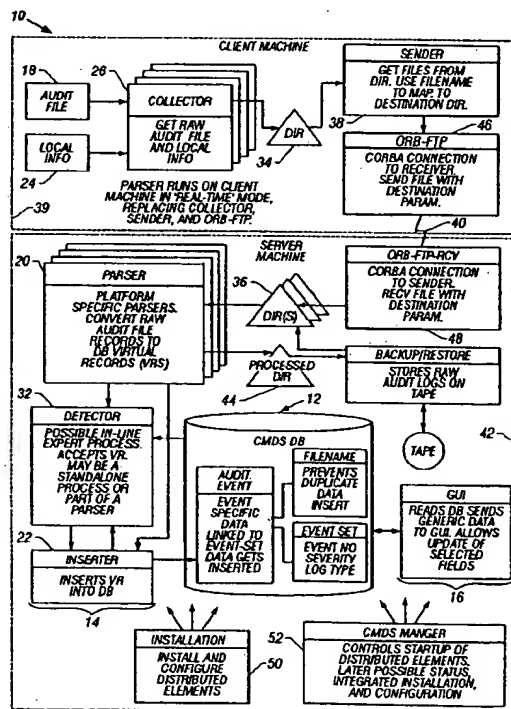 10
CLIENT MACHINE
18
AUDIT
FILE
LOCAL
INFO
24
26
COLLECTOR
GET RAW
AUDIT FILE
AND LOCAL
INFO
DIR
34
SENDER
GET FILES FROM
DIR. USE FILENAME
TO MAP. TO
DESTINATION DIR.
38
46
ORB-FTP
CORBA CONNECTION
TO RECEIVER.
SEND FILE WITH
DESTINATION
PARAM.
PARSER RUNS ON CLIENT
MACHINE IN 'REAL-TIME' MODE,
REPLACING COLLECTOR,
SENDER, AND ORB-FTP.
39
40
SERVER
MACHINE
20
PARSER
PLATFORM
SPECIFIC PARSERS.
CONVERT RAW
AUDIT FILE
RECORDS TO
DB VIRTUAL
RECORDS (VRS)
36
DIR(S)
ORB-FTP-RCV
CORBA CONNECTION
TO SENDER.
RECV FILE WITH
DESTINATION
PARAM.
48
PROCESSED
DIR
44
BACKUP/RESTORE
STORES RAW
AUDIT LOGS ON
TAPE
TAPE
42
32
DETECTOR
POSSIBLE IN-LINE
EXPERT PROCESS.
ACCEPTS VR.
MAY BE A
STANDALONE
PROCESS OR
PART OF A
PARSER
12
CMDS DB
AUDIT
EVENT
EVENT
SPECIFIC
DATA
LINKED TO
EVENT-SET
DATA GETS
INSERTED
FILENAME
PREVENTS
DUPLICATE
DATA
INSERT
EVENT SET
EVENT NO
SEVERITY
LOG TYPE
GUI
READS DB SENDS
GENERIC DATA
TO GUI. ALLOWS
UPDATE OF
SELECTED
FIELDS
16
22
INSERTER
INSERTS VR
INTO DB
14
INSTALLATION
INSTALL AND
CONFIGURE
DISTRIBUTED
ELEMENTS
50
52
CMDS MANGER
CONTROLS STARTUP OF
DISTRIBUTED ELEMENTS.
LATER POSSIBLE STATUS,
INTEGRATED INSTALLATION,
AND CONFIGURATION